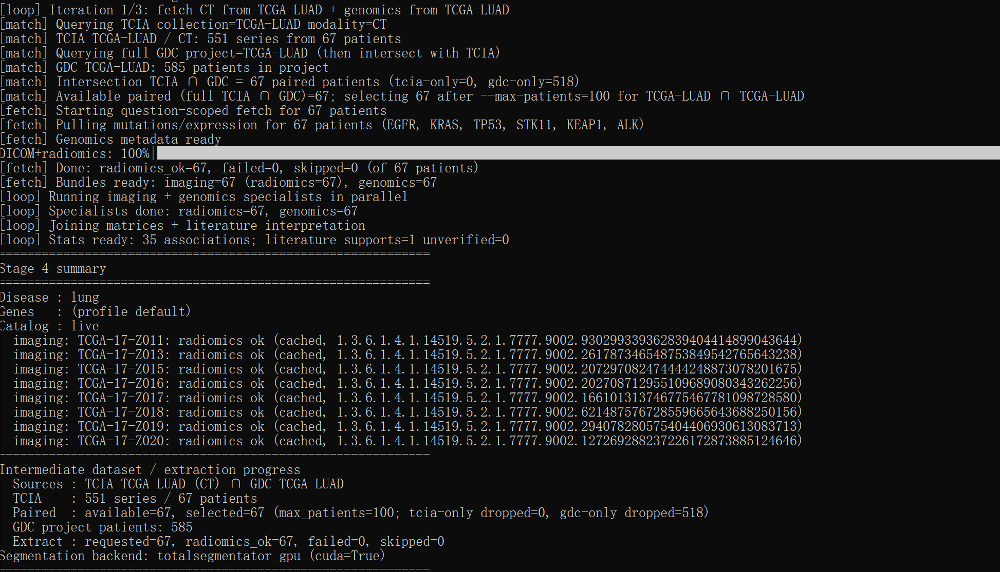 [loop] Iteration 1/3: fetch CT from TCGA-LUAD + genomics from TCGA-LUAD
[match] Querying TCIA collection=TCGA-LUAD modality=CT
[match] TCIA TCGA-LUAD / CT: 551 series from 67 patients
[match] Querying full GDC project=TCGA-LUAD (then intersect with TCIA)
[match] GDC TCGA-LUAD: 585 patients in project
[match] Intersection TCIA ∩ GDC = 67 paired patients (tcia-only=0, gdc-only=518)
[match] Available paired (full TCIA ∩ GDC)=67; selecting 67 after --max-patients=100 for TCGA-LUAD ∩ TCGA-LUAD
[fetch] Starting question-scoped fetch for 67 patients
[fetch] Pulling mutations/expression for 67 patients (EGFR, KRAS, TP53, STK11, KEAP1, ALK)
[fetch] Genomics metadata ready
DICOM+radiomics: 100%|
[fetch] Done: radiomics_ok=67, failed=0, skipped=0 (of 67 patients)
[fetch] Bundles ready: imaging=67 (radiomics=67), genomics=67
[loop] Running imaging + genomics specialists in parallel
[loop] Specialists done: radiomics=67, genomics=67
[loop] Joining matrices + literature interpretation
[loop] Stats ready: 35 associations; literature supports=1 unverified=0
============================================================
Stage 4 summary
============================================================
Disease : lung
Genes   : (profile default)
Catalog : live
  imaging: TCGA-17-Z011: radiomics ok (cached, 1.3.6.1.4.1.14519.5.2.1.7777.9002.930299339362839404414899043644)
  imaging: TCGA-17-Z013: radiomics ok (cached, 1.3.6.1.4.1.14519.5.2.1.7777.9002.261787346548753849542765643238)
  imaging: TCGA-17-Z015: radiomics ok (cached, 1.3.6.1.4.1.14519.5.2.1.7777.9002.207297082474444248873078201675)
  imaging: TCGA-17-Z016: radiomics ok (cached, 1.3.6.1.4.1.14519.5.2.1.7777.9002.202708712955109689080343262256)
  imaging: TCGA-17-Z017: radiomics ok (cached, 1.3.6.1.4.1.14519.5.2.1.7777.9002.166101313746775467781098728580)
  imaging: TCGA-17-Z018: radiomics ok (cached, 1.3.6.1.4.1.14519.5.2.1.7777.9002.621487576728559665643688250156)
  imaging: TCGA-17-Z019: radiomics ok (cached, 1.3.6.1.4.1.14519.5.2.1.7777.9002.294078280575404406930613083713)
  imaging: TCGA-17-Z020: radiomics ok (cached, 1.3.6.1.4.1.14519.5.2.1.7777.9002.127269288237226172873885124646)
------------------------------------------------------------
Intermediate dataset / extraction progress
  Sources : TCIA TCGA-LUAD (CT) ∩ GDC TCGA-LUAD
  TCIA    : 551 series / 67 patients
  Paired  : available=67, selected=67 (max_patients=100; tcia-only dropped=0, gdc-only dropped=518)
  GDC project patients: 585
  Extract : requested=67, radiomics_ok=67, failed=0, skipped=0
Segmentation backend: totalsegmentator_gpu (cuda=True)
------------------------------------------------------------